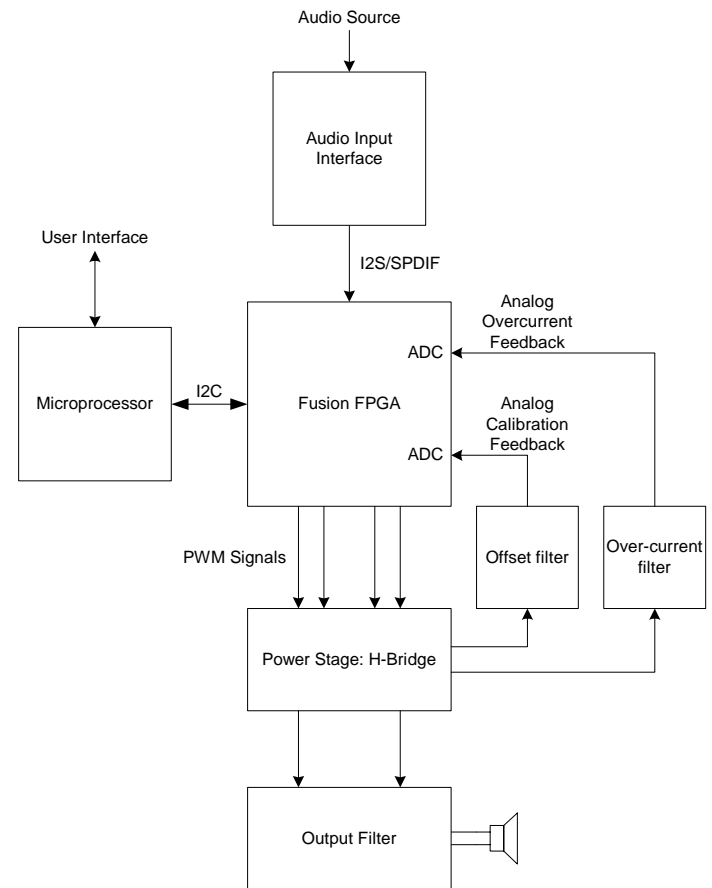 Audio Source
Audio Input
Interface
User Interface
I2S/SPDIF
Analog
Overcurrent
Feedback
ADC
Microprocessor
I2C
Fusion FPGA
Analog
Calibration
Feedback
ADC
PWM Signals
Offset filter
Over-current
filter
Power Stage: H-Bridge
Output Filter